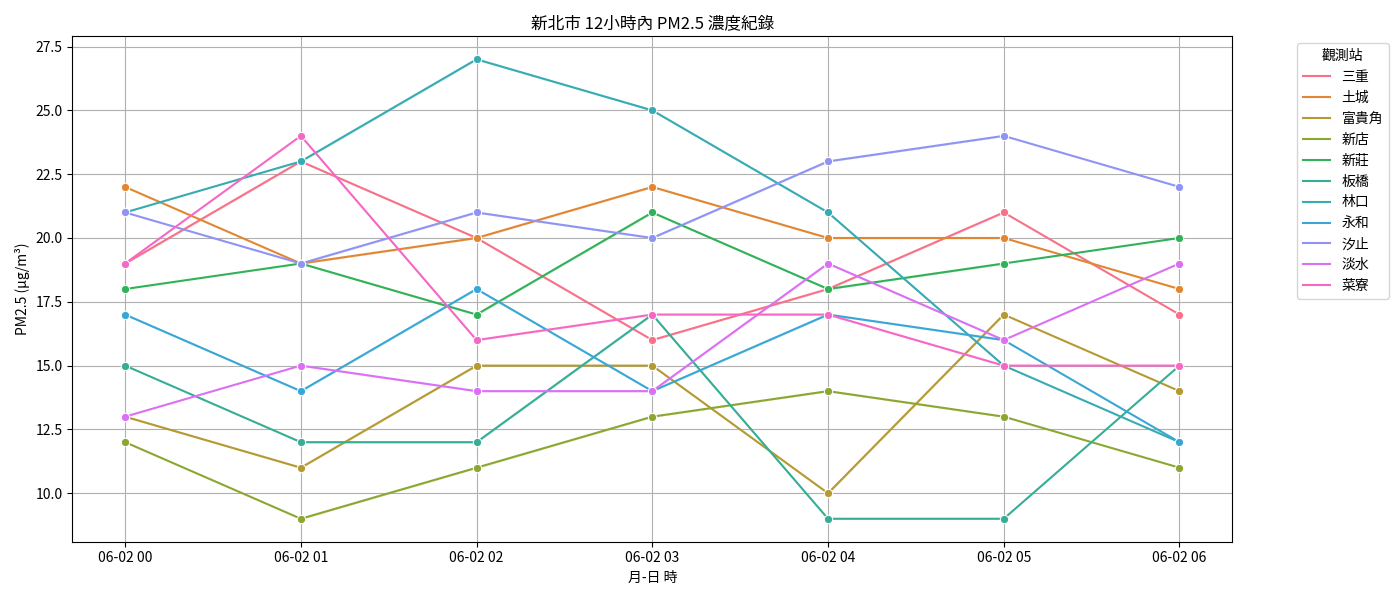 新北市 12小時內 PM2.5 濃度紀錄
PM2.5 (μg/m³)
27.5
25.0
22.5
20.0
17.5
15.0
12.5
10.0
06-02 00
06-02 01
06-02 02
06-02 03
06-02 04
06-02 05
06-02 06
月-日 時
觀測站
三重
土城
富貴角
新店
新莊
板橋
林口
永和
汐止
淡水
菜寮